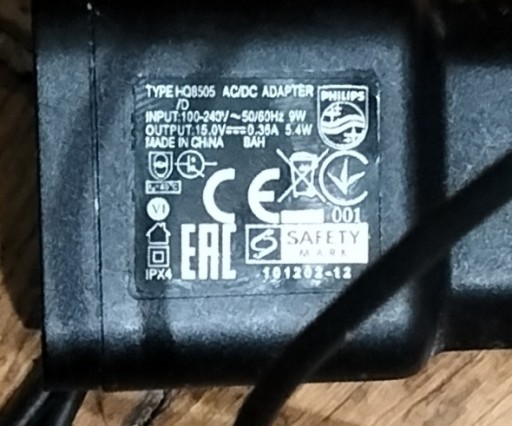 TYPE HQ8505 AC/DC ADAPTER
/D
PHILIPS
INPUT:100-240V~50/60Hz 9W
OUTPUT:15.0V⎓0.36A 5.4W
MADE IN CHINA BAH
VI
CE
001
EAC
S SAFETY
MARK
IPX4
101202-12